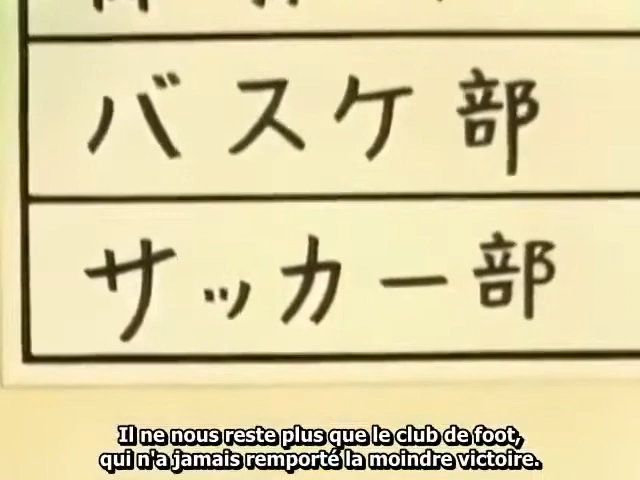 バスケ部
サッカー部
Il ne nous reste plus que le club de foot,
qui n'a jamais remporté la moindre victoire.